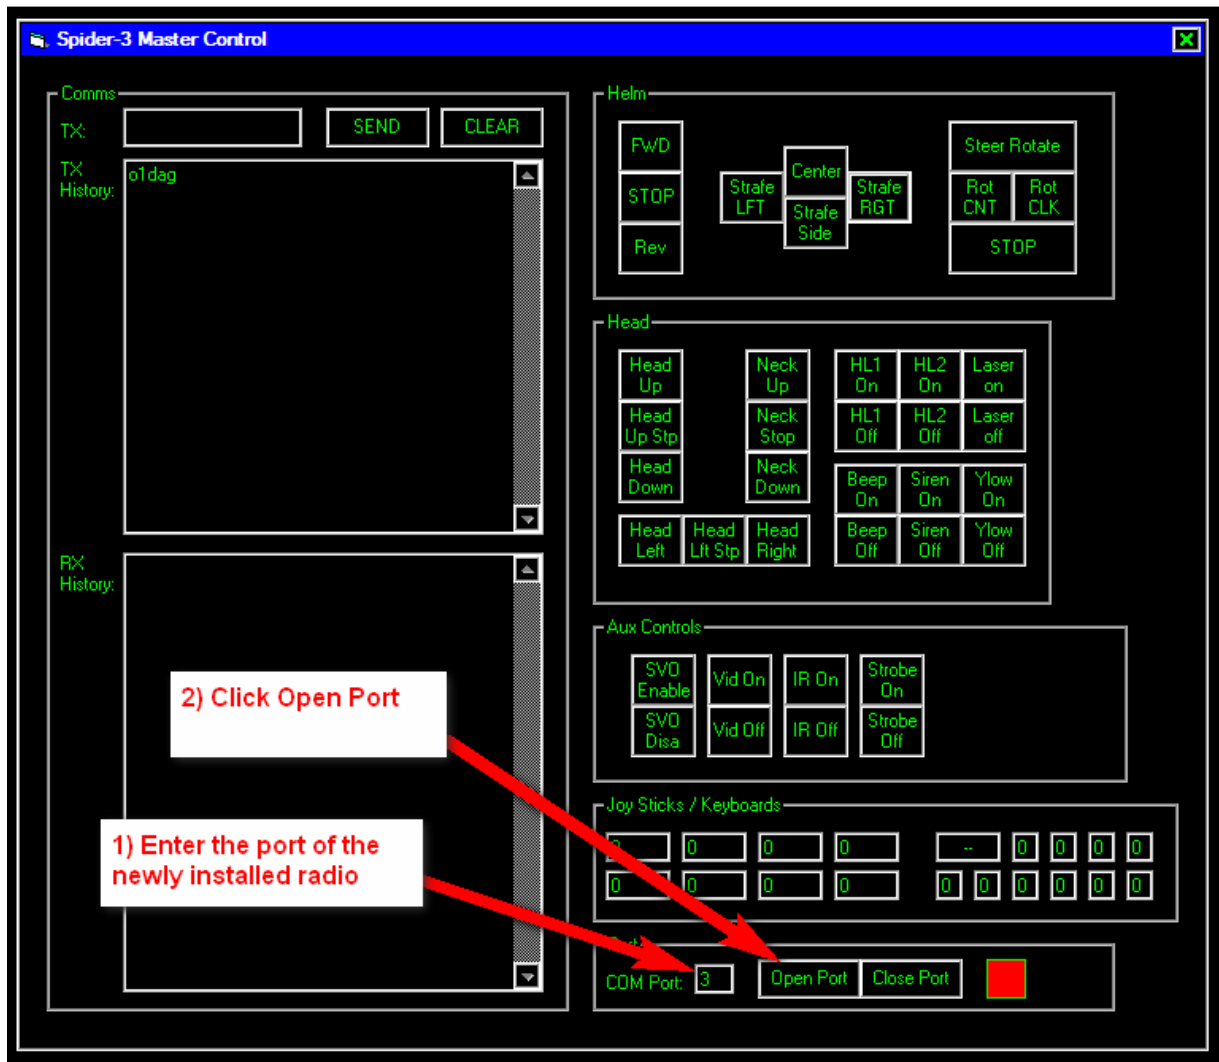 Spider-3 Master Control
Comms
TX:
SEND
CLEAR
TX
History:
o1dag
RX
History:
2) Click Open Port
1) Enter the port of the
newly installed radio
Helm
FWD
STOP
Rev
Strafe
LFT
Center
Strafe
Side
Strafe
RGT
Steer Rotate
Rot
CNT
Rot
CLK
STOP
Head
Head
Up
Head
Up Stp
Head
Down
Neck
Up
Neck
Stop
Neck
Down
Head
Left
Head
Lft Stp
Head
Right
HL1
On
HL2
On
Laser
on
HL1
Off
HL2
Off
Laser
off
Beep
On
Siren
On
Ylow
On
Beep
Off
Siren
Off
Ylow
Off
Aux Controls
SVO
Enable
Vid On
IR On
Strobe
On
SVO
Disa
Vid Off
IR Off
Strobe
Off
Joy Sticks / Keyboards
0 0 0 0 -- 0 0 0 0
0 0 0 0 0 0 0 0 0 0
COM Port: 3
Open Port
Close Port